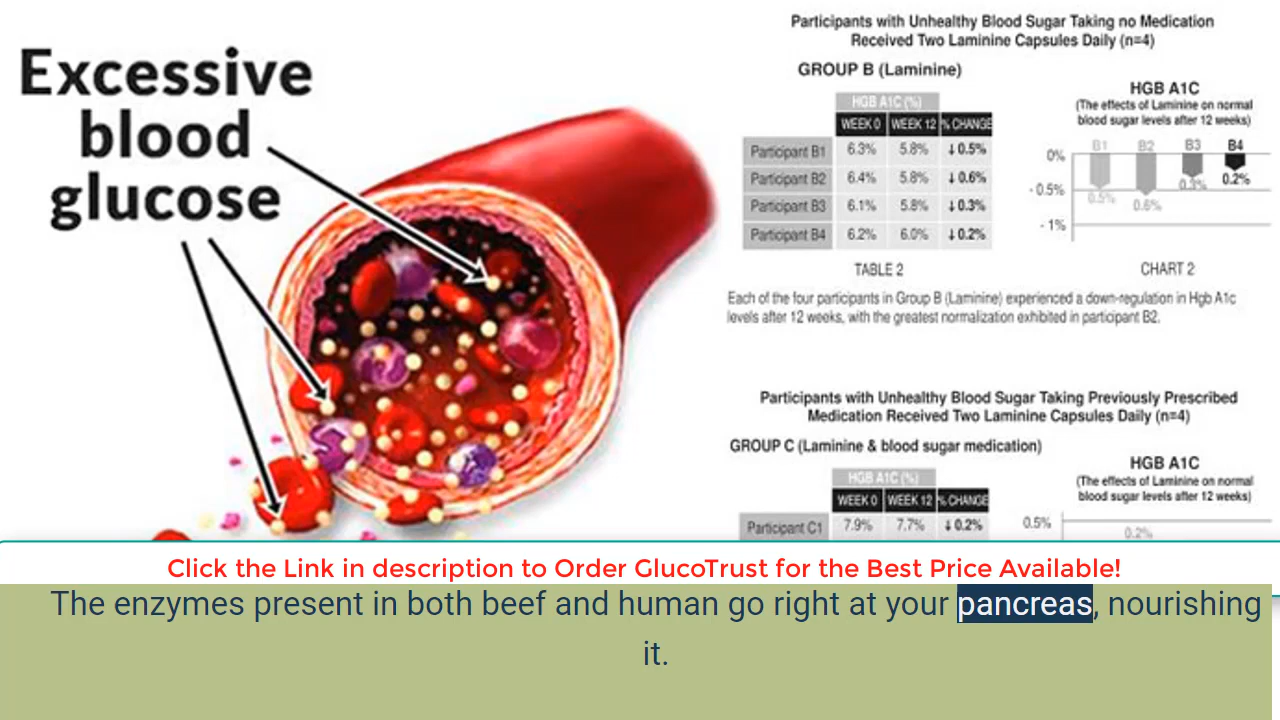 Excessive
blood
glucose
Participants with Unhealthy Blood Sugar Taking no Medication
Received Two Laminine Capsules Daily (n=4)
GROUP B (Laminine)
HGB A1C (%)
WEEK 0 WEEK 12 % CHANGE
Participant B1 6.3% 5.8% ↓0.5%
Participant B2 6.4% 5.8% ↓0.6%
Participant B3 6.1% 5.8% ↓0.3%
Participant B4 6.2% 6.0% ↓0.2%
TABLE 2
HGB A1C
(The effects of Laminine on normal
blood sugar levels after 12 weeks)
B1 B2 B3 B4
0%
- 0.5%
- 1%
0.5% 0.6% 0.3% 0.2%
CHART 2
Each of the four participants in Group B (Laminine) experienced a down-regulation in Hgb A1c
levels after 12 weeks, with the greatest normalization exhibited in participant B2.
Participants with Unhealthy Blood Sugar Taking Previously Prescribed
Medication Received Two Laminine Capsules Daily (n=4)
GROUP C (Laminine & blood sugar medication)
HGB A1C (%)
WEEK 0 WEEK 12 % CHANGE
Participant C1 7.9% 7.7% ↓0.2%
HGB A1C
(The effects of Laminine on normal
blood sugar levels after 12 weeks)
0.5%
0.2%
Click the Link in description to Order GlucoTrust for the Best Price Available!
The enzymes present in both beef and human go right at your pancreas, nourishing
it.